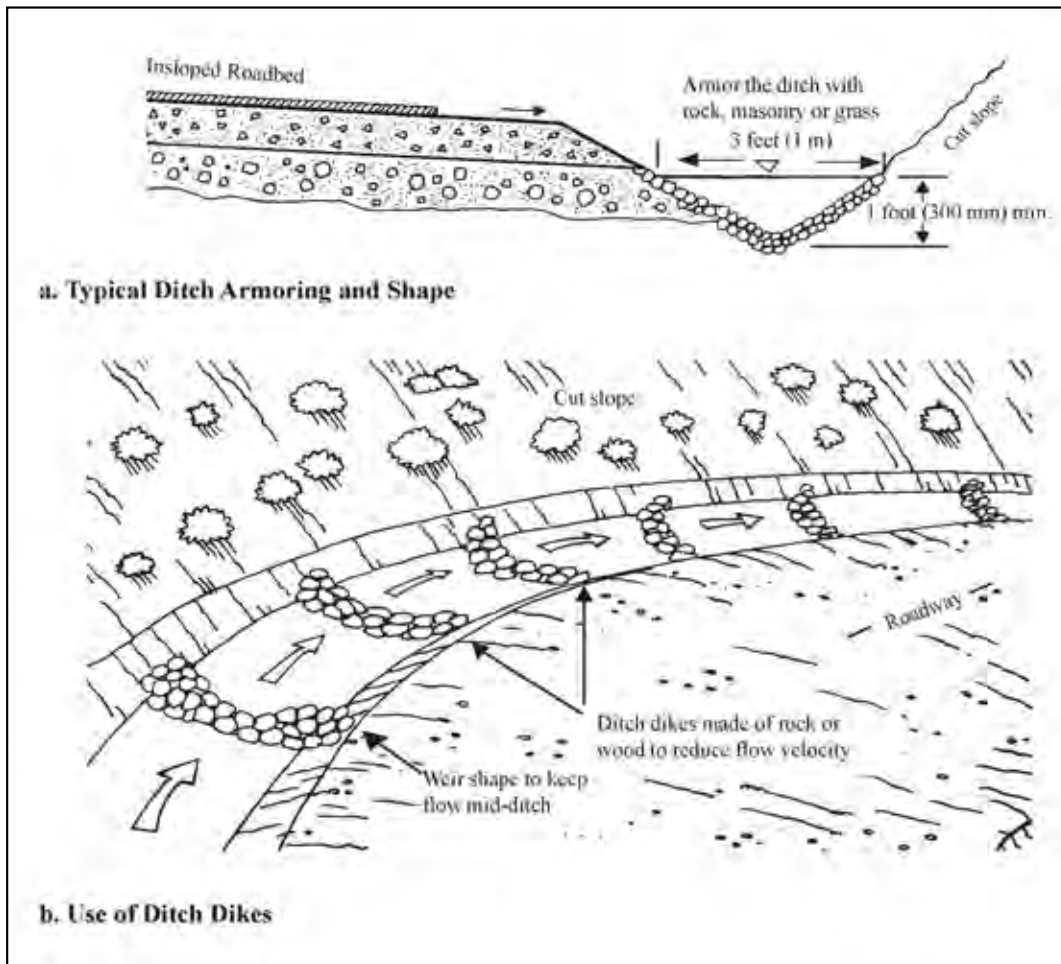 Insloped Roadbed
Armor the ditch with
rock, masonry or grass
3 feet (1 m)
Cut slope
1 foot (300 mm) min.
a. Typical Ditch Armoring and Shape
Cut slope
Roadway
Ditch dikes made of rock or
wood to reduce flow velocity
Weir shape to keep
flow mid-ditch
b. Use of Ditch Dikes